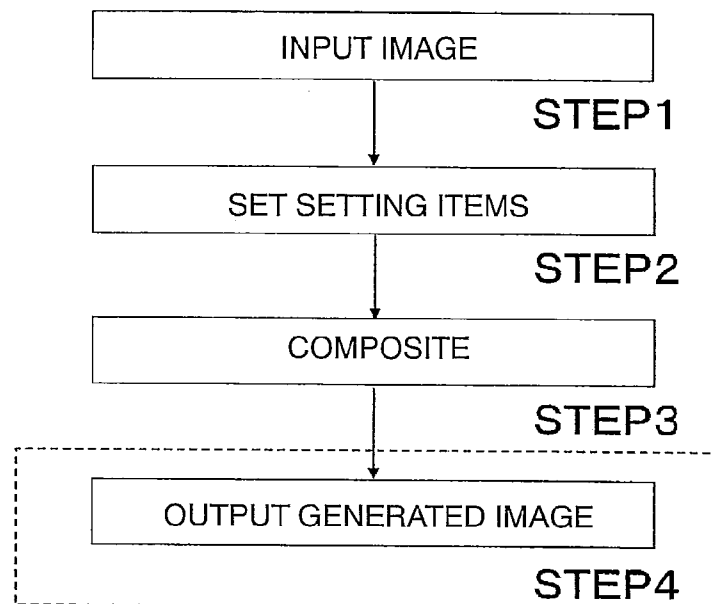 INPUT IMAGE
STEP1
SET SETTING ITEMS
STEP2
COMPOSITE
STEP3
OUTPUT GENERATED IMAGE
STEP4